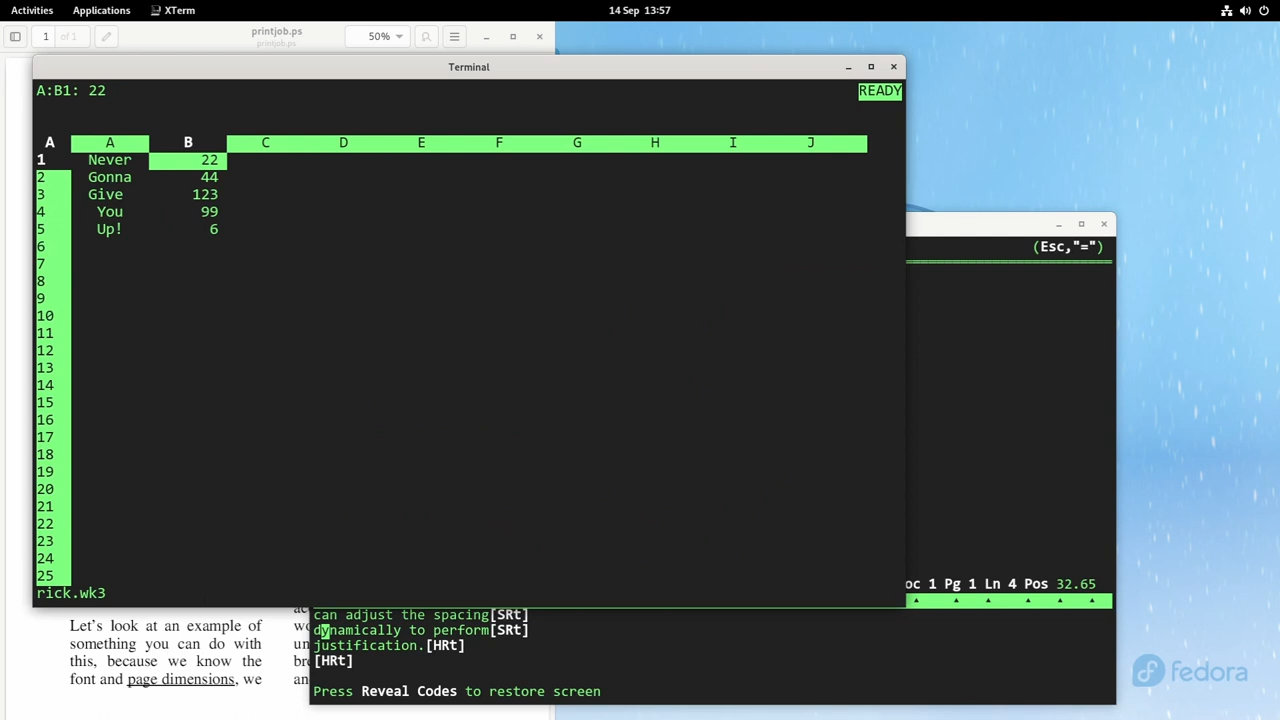 Activities Applications XTerm 14 Sep 13:57
1 of 1 printjob.ps 50%
printjob.ps
Terminal
A:B1: 22 READY
A A B C D E F G H I J
1 Never 22
2 Gonna 44
3 Give 123
4 You 99
5 Up! 6
6
7
8
9
10
11
12
13
14
15
16
17
18
19
20
21
22
23
24
25
rick.wk3
(Esc,"=")
oc 1 Pg 1 Ln 4 Pos 32.65
can adjust the spacing[SRt]
dynamically to perform[SRt]
justification.[HRt]
[HRt]
Press Reveal Codes to restore screen
Let's look at an example of
something you can do with
this, because we know the
font and page dimensions, we
fedora